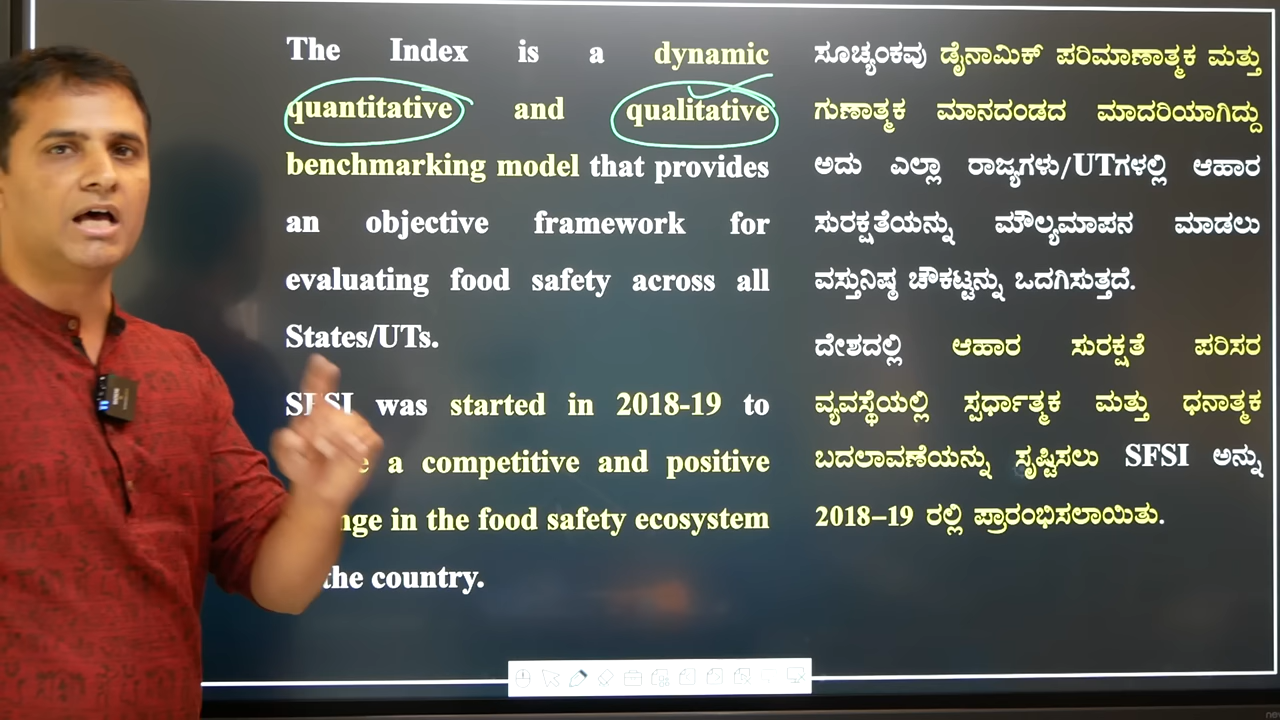 The Index is a dynamic
quantitative and qualitative
benchmarking model that provides
an objective framework for
evaluating food safety across all
States/UTs.
SFSI was started in 2018-19 to
a competitive and positive
in the food safety ecosystem
the country.
ಸೂಚ್ಯಂಕವು ಡೈನಾಮಿಕ್ ಪರಿಮಾಣಾತ್ಮಕ ಮತ್ತು
ಗುಣಾತ್ಮಕ ಮಾನದಂಡದ ಮಾದರಿಯಾಗಿದ್ದು
ಅದು ಎಲ್ಲಾ ರಾಜ್ಯಗಳು/UTಗಳಲ್ಲಿ ಆಹಾರ
ಸುರಕ್ಷತೆಯನ್ನು ಮೌಲ್ಯಮಾಪನ ಮಾಡಲು
ವಸ್ತುನಿಷ್ಠ ಚೌಕಟ್ಟನ್ನು ಒದಗಿಸುತ್ತದೆ.
ದೇಶದಲ್ಲಿ ಆಹಾರ ಸುರಕ್ಷತೆ ಪರಿಸರ
ವ್ಯವಸ್ಥೆಯಲ್ಲಿ ಸ್ಪರ್ಧಾತ್ಮಕ ಮತ್ತು ಧನಾತ್ಮಕ
ಬದಲಾವಣೆಯನ್ನು ಸೃಷ್ಟಿಸಲು SFSI ಅನ್ನು
2018–19 ರಲ್ಲಿ ಪ್ರಾರಂಭಿಸಲಾಯಿತು.